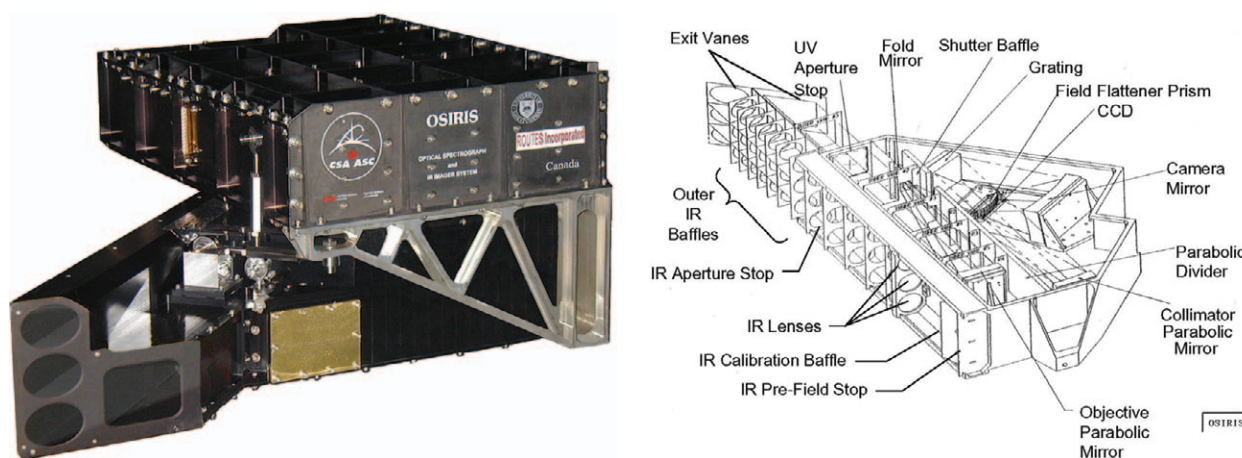 CSA ASC
OSIRIS
OPTICAL SPECTROGRAPH
and
IR IMAGER SYSTEM
ROUTES Incorporated
Canada
Exit Vanes
UV
Aperture
Stop
Fold
Mirror
Shutter Baffle
Grating
Field Flattener Prism
CCD
Camera
Mirror
Outer
IR
Baffles
IR Aperture Stop
Parabolic
Divider
IR Lenses
Collimator
Parabolic
Mirror
IR Calibration Baffle
IR Pre-Field Stop
Objective
Parabolic
Mirror
OSIRIS